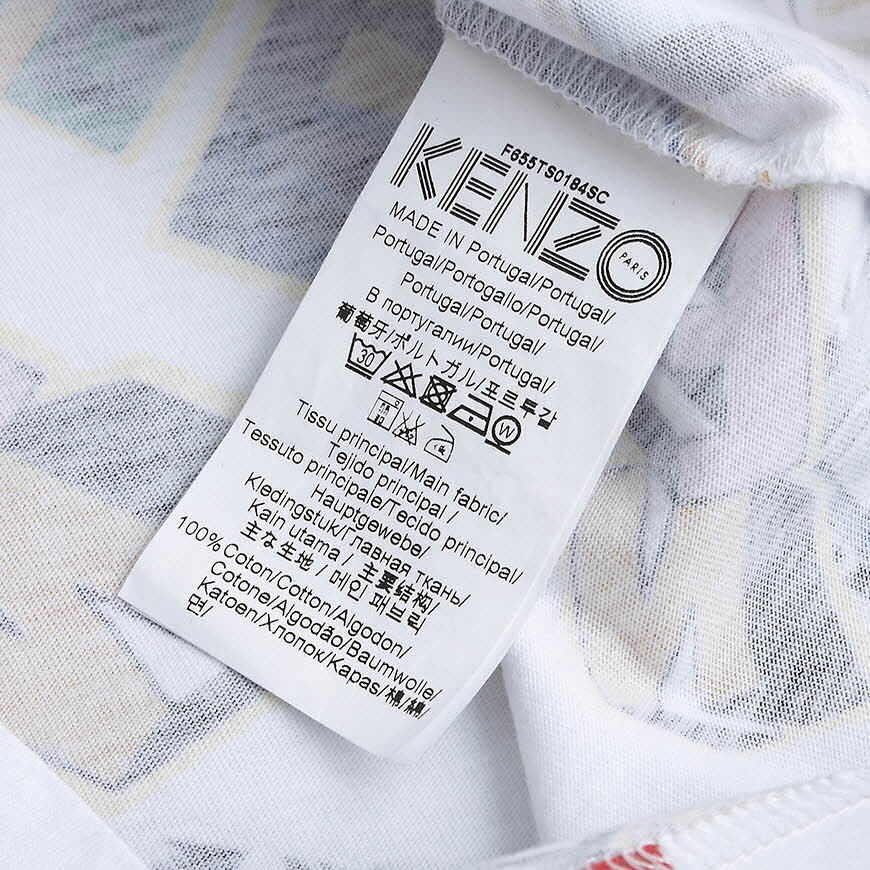 F655TS0184SC
KENZO
PARIS
MADE IN Portugal/Portugal/
Portugal/Portogallo/Portugal/
Portugal/Portugal/
В португалии/Portugal/
葡萄牙/ポルトガル/포르투갈
30
W
Tissu principal/Main fabric/
Tejido principal /
Tessuto principale/Tecido principal/
Hauptgewebe/
Kledingstuk/Главная ткань/
Kain utama / 主要结构/
主な生地 / 메인 패브릭
100% Coton/Cotton/Algodon/
Cotone/Algodão/Baumwolle/
Katoen/Хлопок/Kapas/棉/綿/
면/